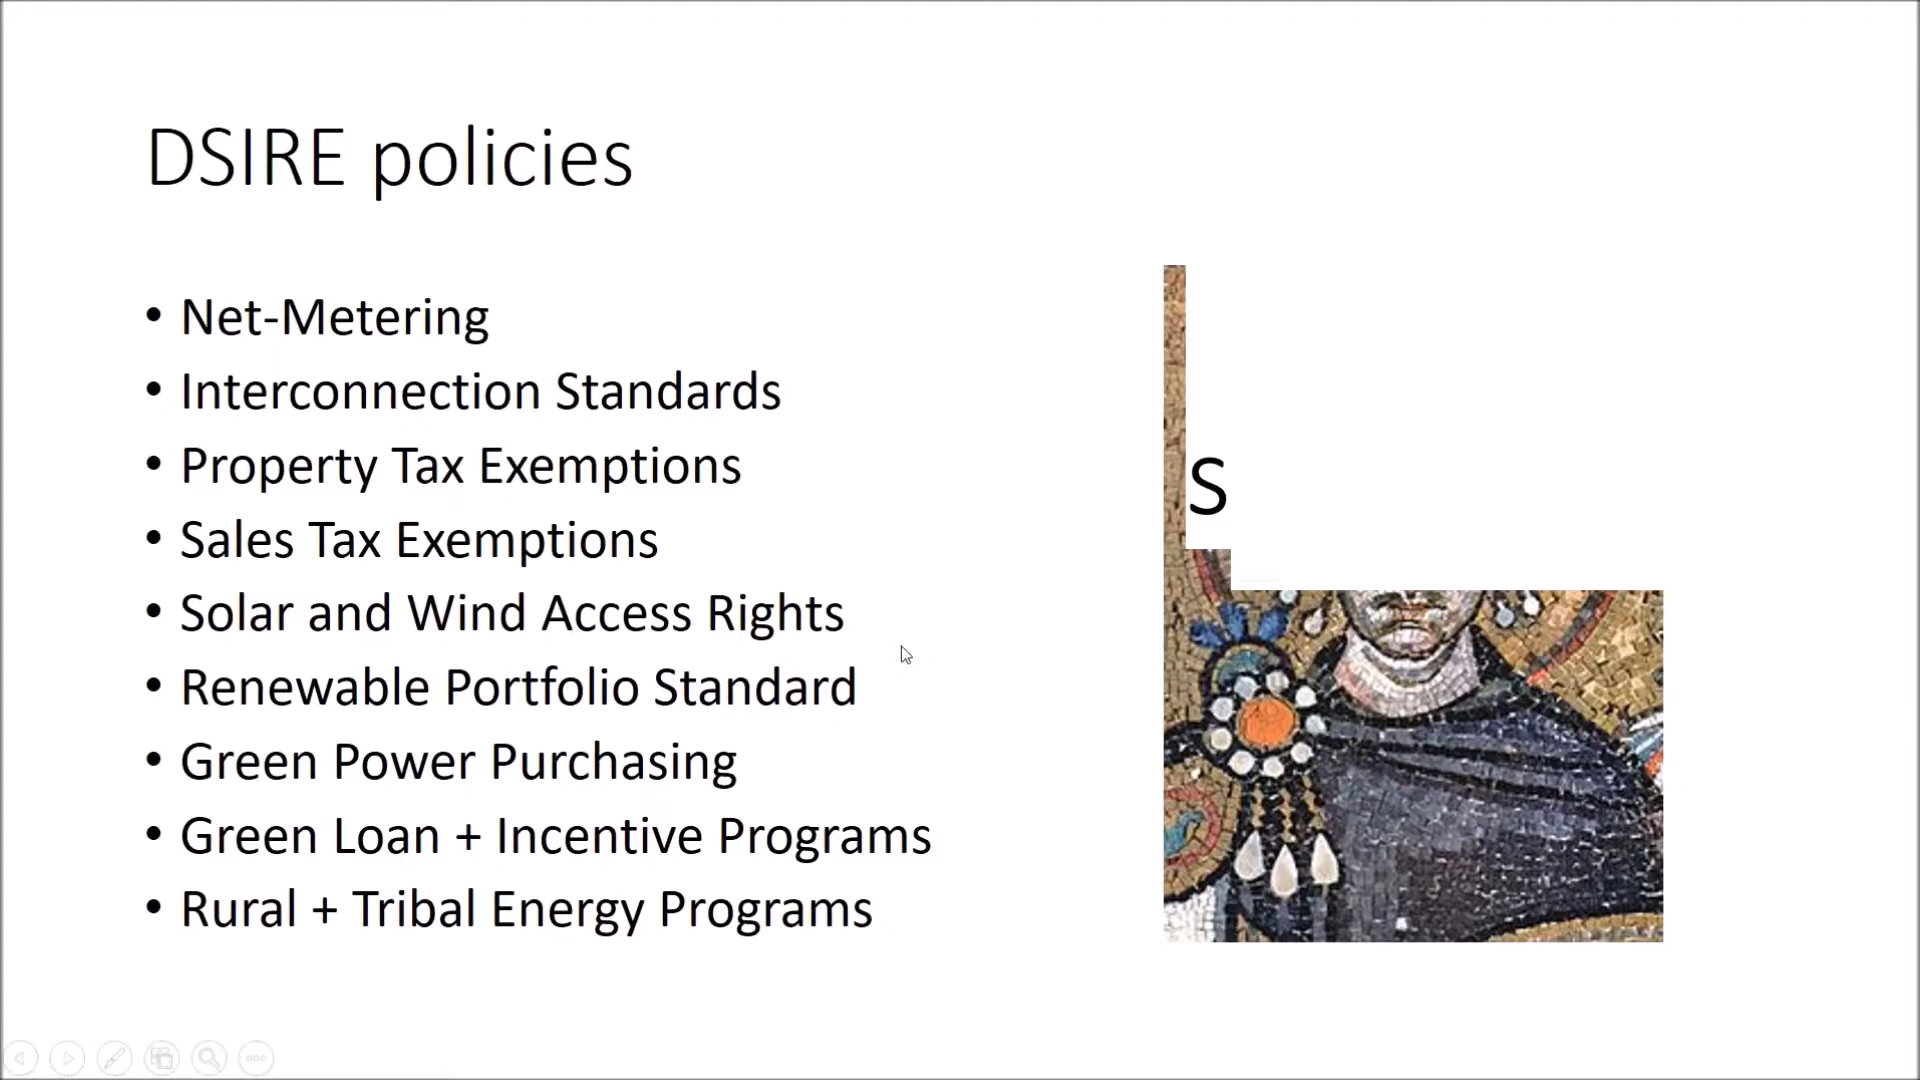 DSIRE policies
• Net-Metering
• Interconnection Standards
• Property Tax Exemptions
• Sales Tax Exemptions
• Solar and Wind Access Rights
• Renewable Portfolio Standard
• Green Power Purchasing
• Green Loan + Incentive Programs
• Rural + Tribal Energy Programs
S